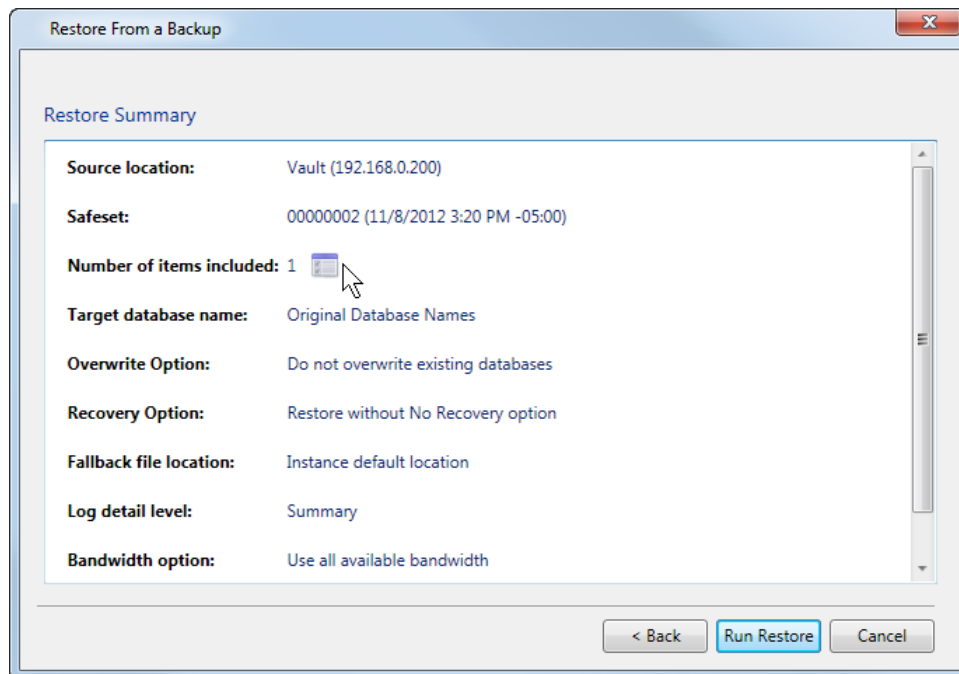 Restore From a Backup
Restore Summary
Source location: Vault (192.168.0.200)
Safeset: 00000002 (11/8/2012 3:20 PM -05:00)
Number of items included: 1
Target database name: Original Database Names
Overwrite Option: Do not overwrite existing databases
Recovery Option: Restore without No Recovery option
Fallback file location: Instance default location
Log detail level: Summary
Bandwidth option: Use all available bandwidth
< Back Run Restore Cancel